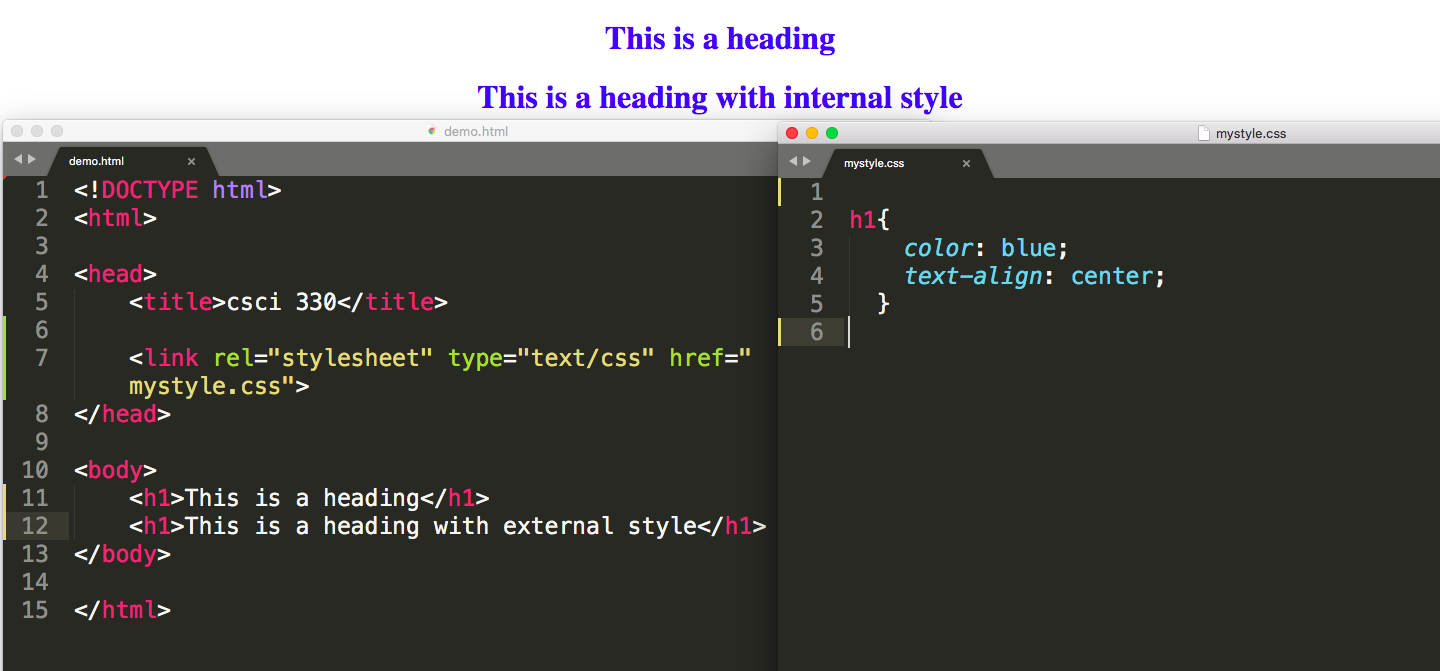 This is a heading
This is a heading with internal style
demo.html
demo.html
1 <!DOCTYPE html>
2 <html>
3
4 <head>
5 <title>csci 330</title>
6
7 <link rel="stylesheet" type="text/css" href="
mystyle.css">
8 </head>
9
10 <body>
11 <h1>This is a heading</h1>
12 <h1>This is a heading with external style</h1>
13 </body>
14
15 </html>
mystyle.css
mystyle.css
1
2 h1{
3 color: blue;
4 text-align: center;
5 }
6